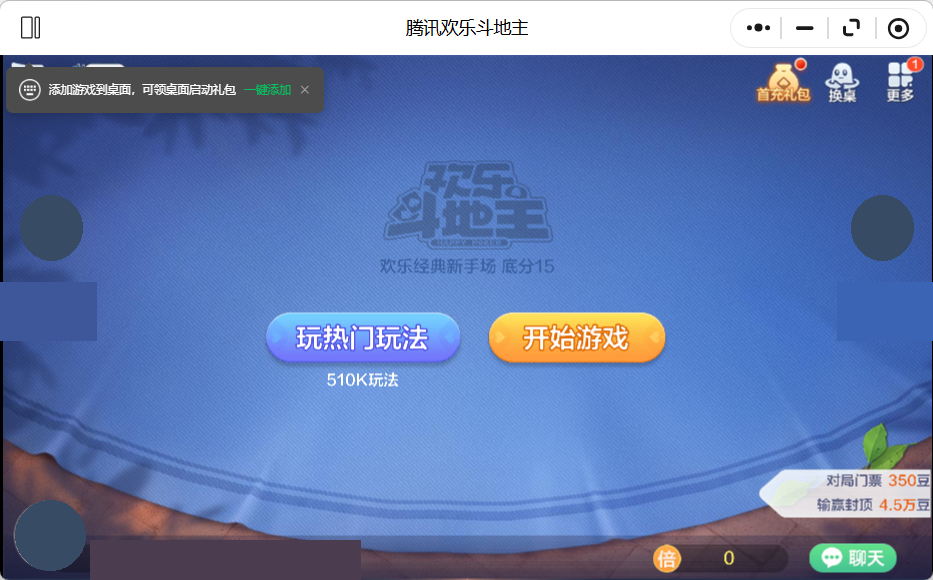 腾讯欢乐斗地主
添加游戏到桌面，可领桌面启动礼包 一键添加
首充礼包
换桌
1
更多
欢乐
斗地主
HAPPY POKER
欢乐经典新手场 底分15
玩热门玩法
开始游戏
510K玩法
对局门票 350豆
输赢封顶 4.5万豆
倍 0
聊天